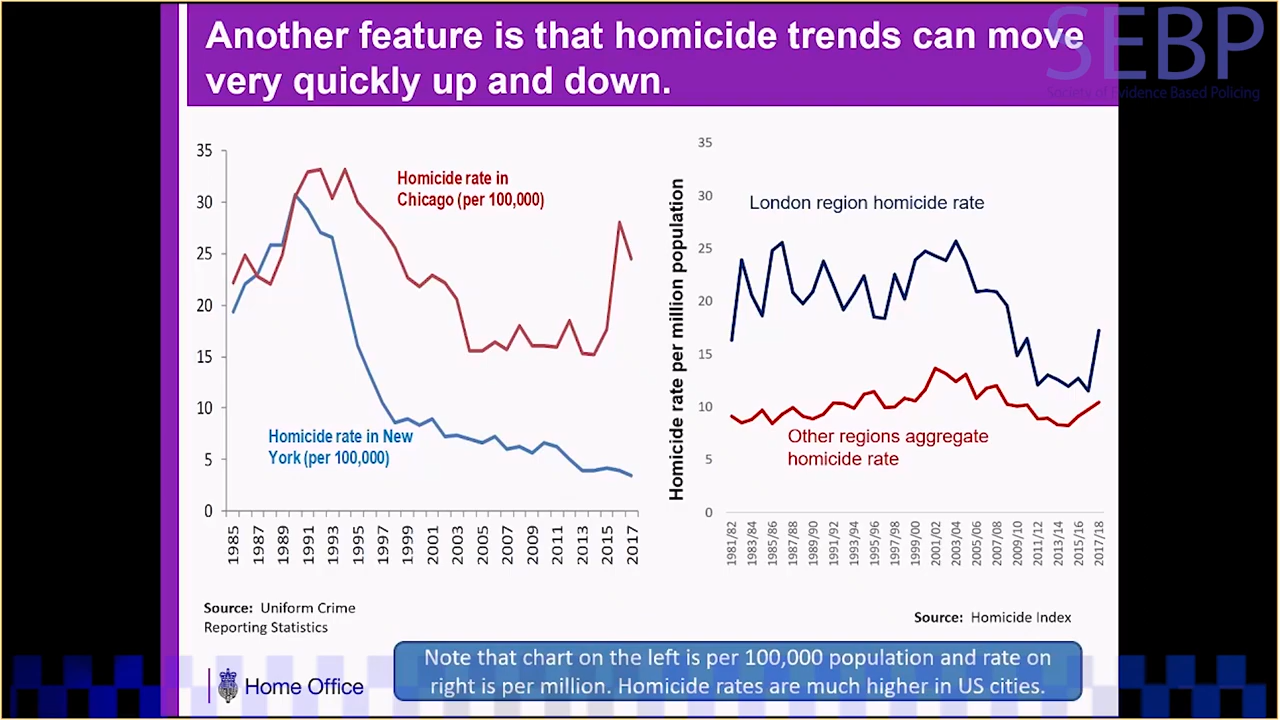 Another feature is that homicide trends can move
very quickly up and down.
SEBP
Society of Evidence Based Policing
35
30
25
20
15
10
5
0
Homicide rate in
Chicago (per 100,000)
Homicide rate in New
York (per 100,000)
1985
1987
1989
1991
1993
1995
1997
1999
2001
2003
2005
2007
2009
2011
2013
2015
2017
Source: Uniform Crime
Reporting Statistics
Homicide rate per million population
35
30
25
20
15
10
5
0
London region homicide rate
Other regions aggregate
homicide rate
1981/82
1983/84
1985/86
1987/88
1989/90
1991/92
1993/94
1995/96
1997/98
1999/00
2001/02
2003/04
2005/06
2007/08
2009/10
2011/12
2013/14
2015/16
2017/18
Source: Homicide Index
Home Office
Note that chart on the left is per 100,000 population and rate on
right is per million. Homicide rates are much higher in US cities.